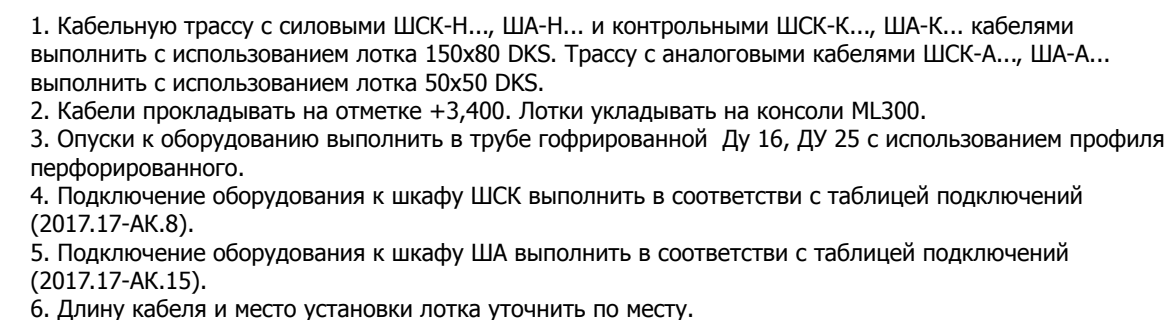 1. Кабельную трассу с силовыми ШСК-Н..., ША-Н... и контрольными ШСК-К..., ША-К... кабелями
выполнить с использованием лотка 150х80 DKS. Трассу с аналоговыми кабелями ШСК-А..., ША-А...
выполнить с использованием лотка 50х50 DKS.
2. Кабели прокладывать на отметке +3,400. Лотки укладывать на консоли ML300.
3. Опуски к оборудованию выполнить в трубе гофрированной  Ду 16, ДУ 25 с использованием профиля
перфорированного.
4. Подключение оборудования к шкафу ШСК выполнить в соответстви с таблицей подключений
(2017.17-АК.8).
5. Подключение оборудования к шкафу ША выполнить в соответстви с таблицей подключений
(2017.17-АК.15).
6. Длину кабеля и место установки лотка уточнить по месту.